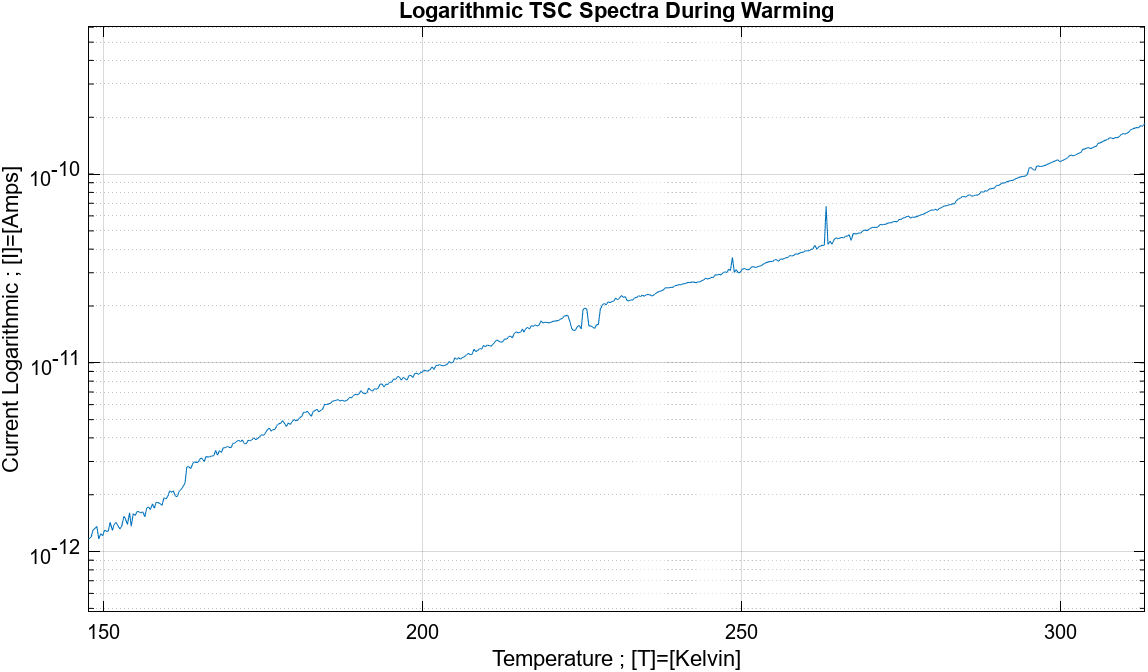 Logarithmic TSC Spectra During Warming
Current Logarithmic ; [I]=[Amps]
10^-10
10^-11
10^-12
150 200 250 300
Temperature ; [T]=[Kelvin]